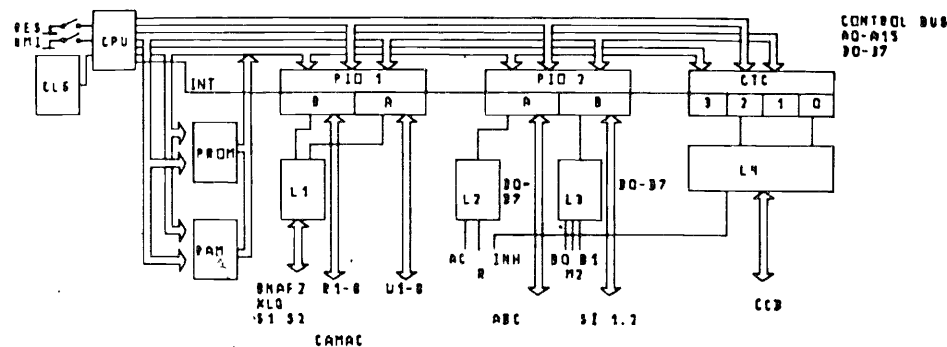 RES
NMI
CPU
CLG
CONTROL BUS
A0-A15
D0-D7
INT
PIO 1
B A
PIO 2
A B
CTC
3 2 1 0
PROM
RAM
L1
L2
D0-
D7
L3
D0-D7
L4
AC
R
INH
B0 B1
M2
R1-8
W1-8
XLQ
S1 S2
CAMAC
ABC
SI 1.2
CCB